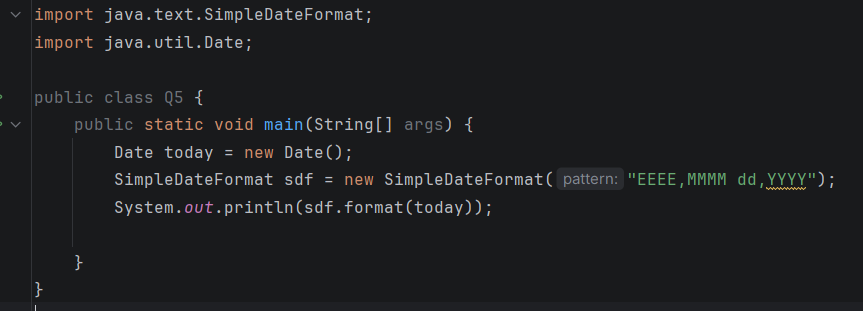 import java.text.SimpleDateFormat;
import java.util.Date;
public class Q5 {
public static void main(String[] args) {
Date today = new Date();
SimpleDateFormat sdf = new SimpleDateFormat( pattern: "EEEE,MMMM dd,YYYY");
System.out.println(sdf.format(today));
}
}